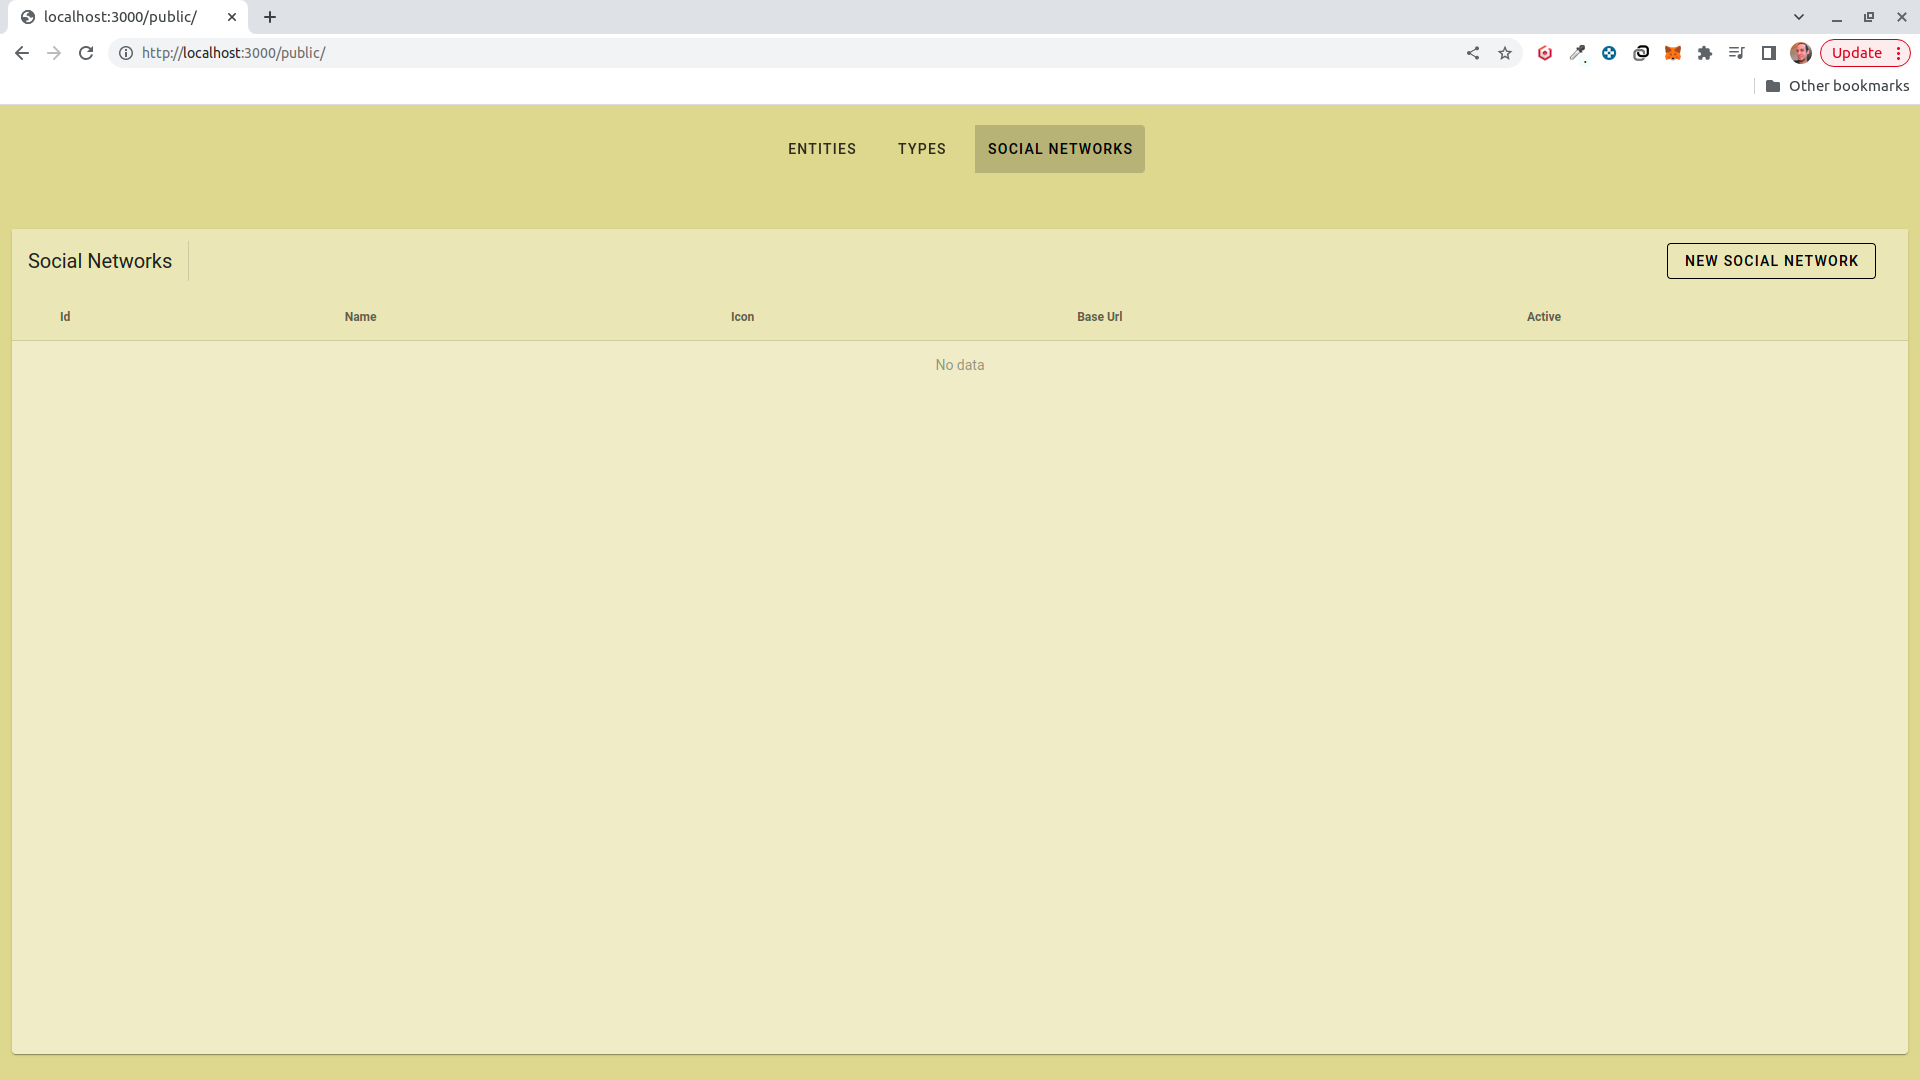 localhost:3000/public/
http://localhost:3000/public/
Update
Other bookmarks
ENTITIES TYPES SOCIAL NETWORKS
Social Networks NEW SOCIAL NETWORK
Id Name Icon Base Url Active
No data